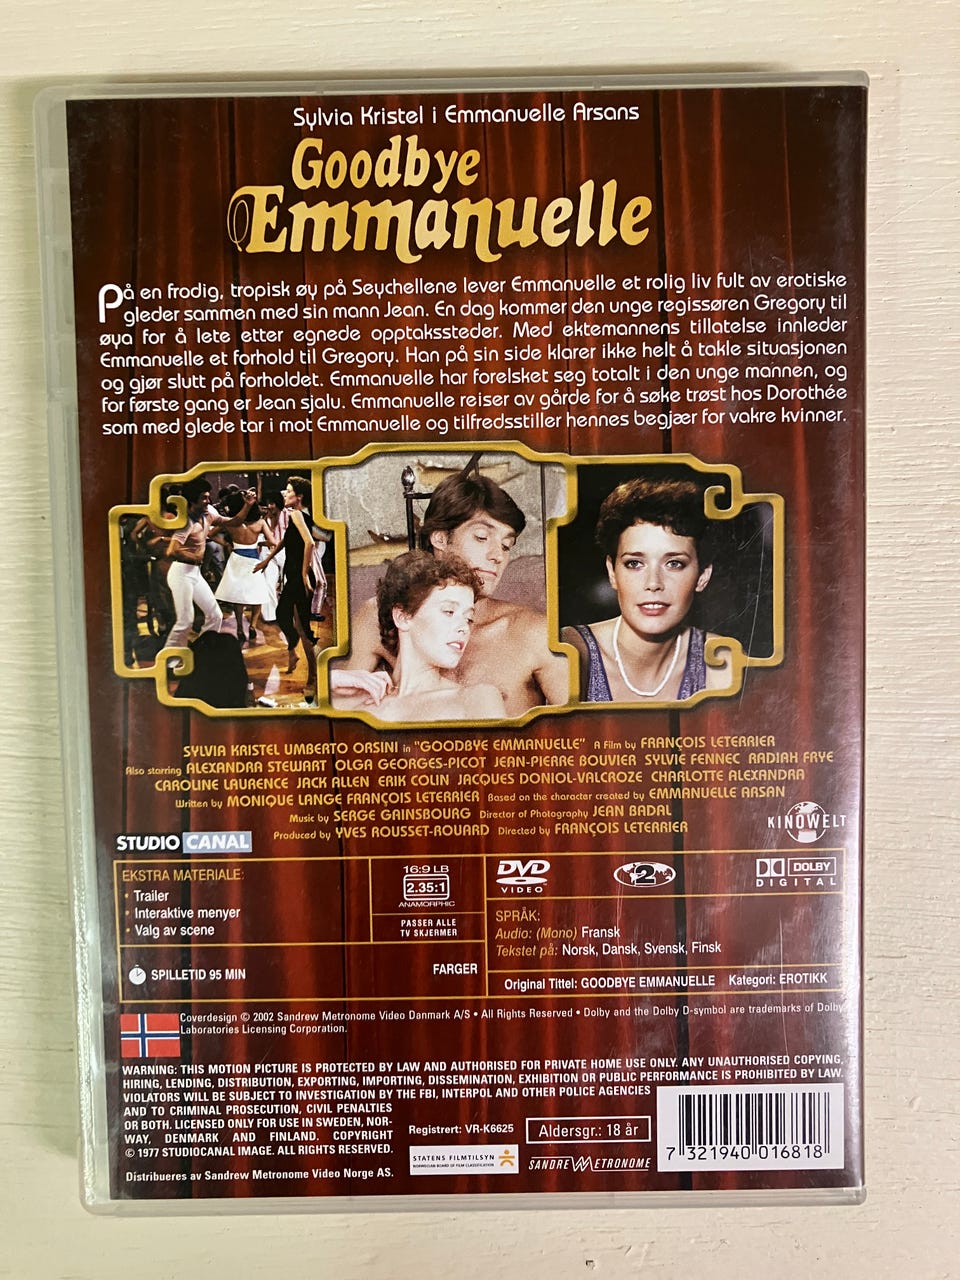 Sylvia Kristel i Emmanuelle Arsans
Goodbye
Emmanuelle
På en frodig, tropisk øy på Seychellene lever Emmanuelle et rolig liv fult av erotiske
gleder sammen med sin mann Jean. En dag kommer den unge regissøren Gregory til
øya for å lete etter egnede opptakssteder. Med ektemannens tillatelse innleder
Emmanuelle et forhold til Gregory. Han på sin side klarer ikke helt å takle situasjonen
og gjør slutt på forholdet. Emmanuelle har forelsket seg totalt i den unge mannen, og
for første gang er Jean sjalu. Emmanuelle reiser av gårde for å søke trøst hos Dorothée
som med glede tar i mot Emmanuelle og tilfredsstiller hennes begjær for vakre kvinner.
SYLVIA KRISTEL UMBERTO ORSINI in "GOODBYE EMMANUELLE" A Film by FRANÇOIS LETERRIER
Also starring ALEXANDRA STEWART OLGA GEORGES-PICOT JEAN-PIERRE BOUVIER SYLVIE FENNEC RADIAH FRYE
CAROLINE LAURENCE JACK ALLEN ERIK COLIN JACQUES DONIOL-VALCROZE CHARLOTTE ALEXANDRA
Written by MONIQUE LANGE FRANÇOIS LETERRIER Based on the character created by EMMANUELLE ARSAN
Music by SERGE GAINSBOURG Director of Photography JEAN BADAL
Produced by YVES ROUSSET-ROUARD Directed by FRANÇOIS LETERRIER
KINOWELT
STUDIO CANAL
EKSTRA MATERIALE:
• Trailer
• Interaktive menyer
• Valg av scene
SPILLETID 95 MIN
16:9 LB
2.35:1
ANAMORPHIC
PASSER ALLE
TV SKJERMER
FARGER
DVD
VIDEO
2
DOLBY
DIGITAL
SPRÅK:
Audio: (Mono) Fransk
Tekstet på: Norsk, Dansk, Svensk, Finsk
Original Tittel: GOODBYE EMMANUELLE Kategori: EROTIKK
Coverdesign © 2002 Sandrew Metronome Video Danmark A/S • All Rights Reserved • Dolby and the Dolby D-symbol are trademarks of Dolby
Laboratories Licensing Corporation.
WARNING: THIS MOTION PICTURE IS PROTECTED BY LAW AND AUTHORISED FOR PRIVATE HOME USE ONLY. ANY UNAUTHORISED COPYING,
HIRING, LENDING, DISTRIBUTION, EXPORTING, IMPORTING, DISSEMINATION, EXHIBITION OR PUBLIC PERFORMANCE IS PROHIBITED BY LAW.
VIOLATORS WILL BE SUBJECT TO INVESTIGATION BY THE FBI, INTERPOL AND OTHER POLICE AGENCIES
AND TO CRIMINAL PROSECUTION, CIVIL PENALTIES
OR BOTH. LICENSED ONLY FOR USE IN SWEDEN, NOR-
WAY, DENMARK AND FINLAND. COPYRIGHT
© 1977 STUDIOCANAL IMAGE. ALL RIGHTS RESERVED.
Distribueres av Sandrew Metronome Video Norge AS.
Registrert: VR-K6625
Aldersgr.: 18 år
STATENS FILMTILSYN
NORWEGIAN BOARD OF FILM CLASSIFICATION
SANDREW METRONOME
7 321940 016818